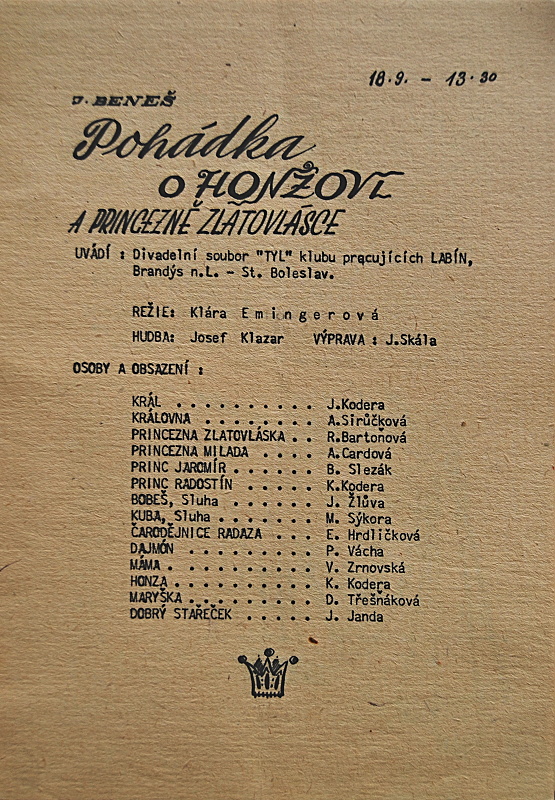 18.9. - 13.30
J. BENEŠ
Pohádka
O HONZOVI
A PRINCEZNĚ ZLATOVLÁSCE
UVÁDÍ : Divadelní soubor "TYL" klubu pracujících LABÍN,
Brandýs n.L. - St. Boleslav.
REŽIE: Klára Emingerová
HUDBA: Josef Klazar VÝPRAVA : J.Skála
OSOBY A OBSAZENÍ :
KRÁL . . . . . . . . . . J.Kodera
KRÁLOVNA . . . . . . . . A.Sirůčková
PRINCEZNA ZLATOVLÁSKA . . R.Bartoňová
PRINCEZNA MILADA . . . . A.Cardová
PRINC JAROMÍR . . . . . . B. Slezák
PRINC RADOSTÍN . . . . . K.Kodera
BOBEŠ, Sluha . . . . . . J. Žlůva
KUBA, Sluha . . . . . . . M. Sýkora
ČARODĚJNICE RADAZA . . . E. Hrdličková
DAJMÓN . . . . . . . . . P. Vácha
MÁMA . . . . . . . . . . V. Zrnovská
HONZA . . . . . . . . . . K. Kodera
MARYŠKA . . . . . . . . . D. Třešňáková
DOBRÝ STAŘEČEK . . . . . J. Janda